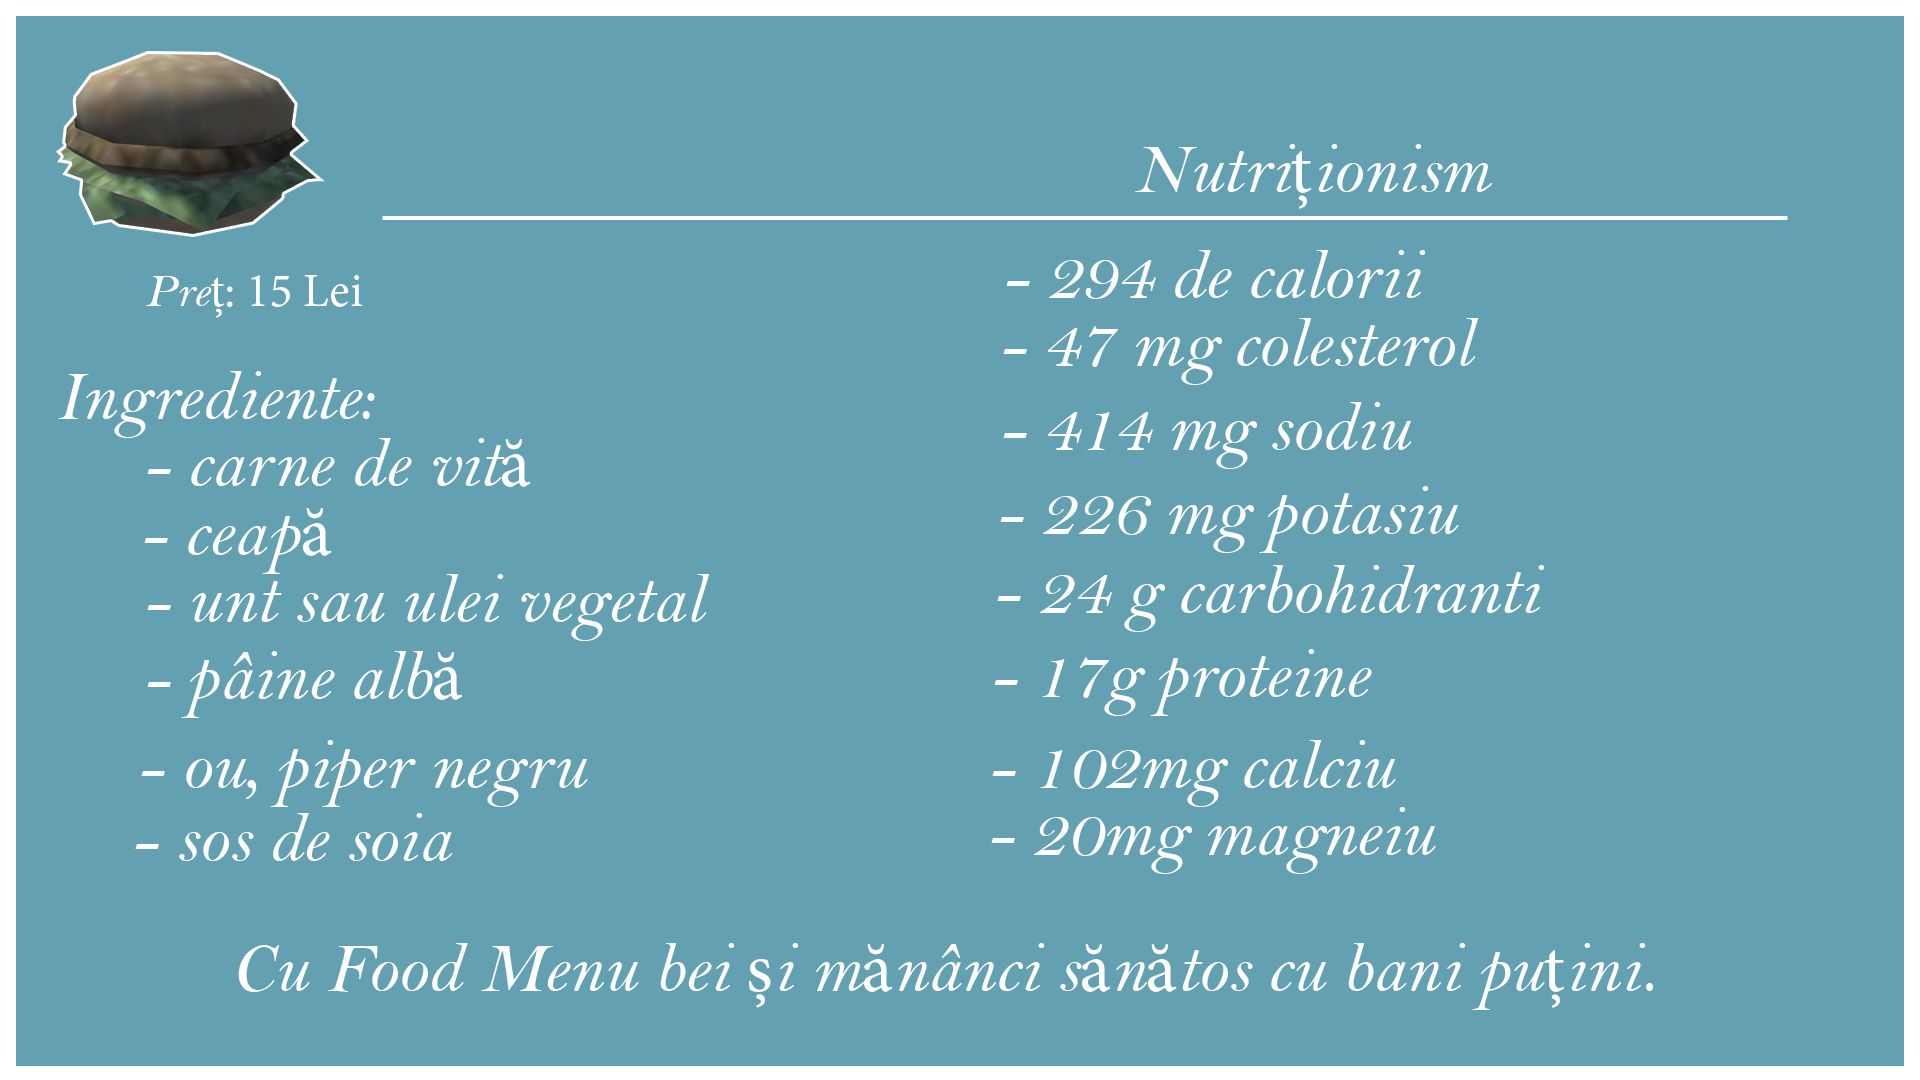 Nutriționism
Preț: 15 Lei
Ingrediente:
- carne de vită
- ceapă
- unt sau ulei vegetal
- pâine albă
- ou, piper negru
- sos de soia
- 294 de calorii
- 47 mg colesterol
- 414 mg sodiu
- 226 mg potasiu
- 24 g carbohidranti
- 17g proteine
- 102mg calciu
- 20mg magneiu
Cu Food Menu bei și mănânci sănătos cu bani puțini.